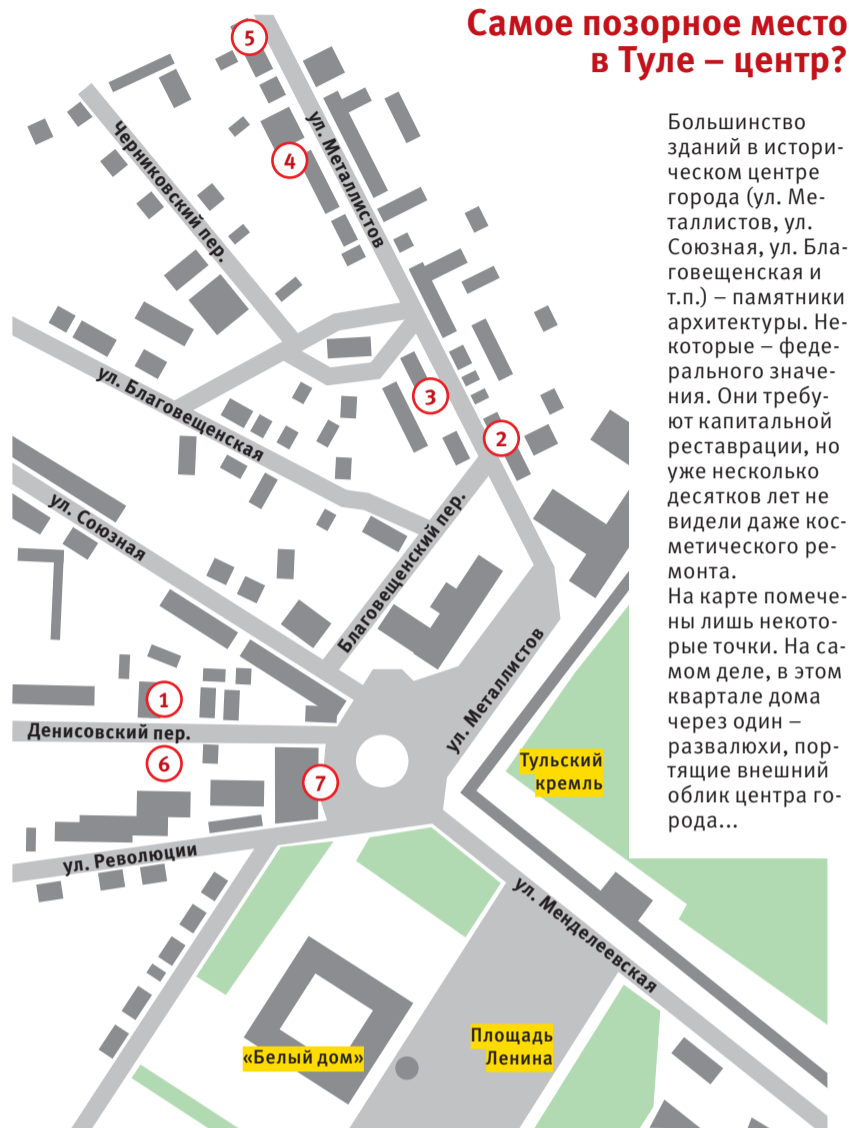 Самое позорное место
в Туле – центр?
Большинство
зданий в истори-
ческом центре
города (ул. Ме-
таллистов, ул.
Союзная, ул. Бла-
говещенская и
т.п.) – памятники
архитектуры. Не-
которые – феде-
рального значе-
ния. Они требу-
ют капитальной
реставрации, но
уже несколько
десятков лет не
видели даже кос-
метического ре-
монта.
На карте помече-
ны лишь некото-
рые точки. На са-
мом деле, в этом
квартале дома
через один –
развалюхи, пор-
тящие внешний
облик центра го-
рода...
5
ул. Металлистов
4
Черниковский пер.
3
ул. Благовещенская
2
ул. Союзная
Благовещенский пер.
ул. Металлистов
1
Денисовский пер.
6
7
Тульский
кремль
ул. Революции
ул. Менделеевская
«Белый дом»
Площадь
Ленина